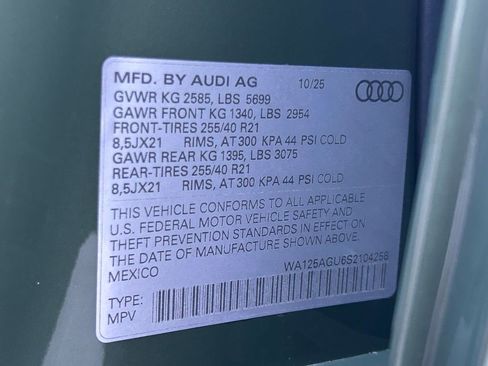 MFD. BY AUDI AG 10/25
GVWR KG 2585, LBS 5699
GAWR FRONT KG 1340, LBS 2954
FRONT-TIRES 255/40 R21
8,5JX21 RIMS, AT 300 KPA 44 PSI COLD
GAWR REAR KG 1395, LBS 3075
REAR-TIRES 255/40 R21
8,5JX21 RIMS, AT 300 KPA 44 PSI COLD
THIS VEHICLE CONFORMS TO ALL APPLICABLE
U.S. FEDERAL MOTOR VEHICLE SAFETY AND
THEFT PREVENTION STANDARDS IN EFFECT ON
THE DATE OF MANUFACTURE SHOWN ABOVE.
MEXICO WA125AGU6S2104258
TYPE:
MPV